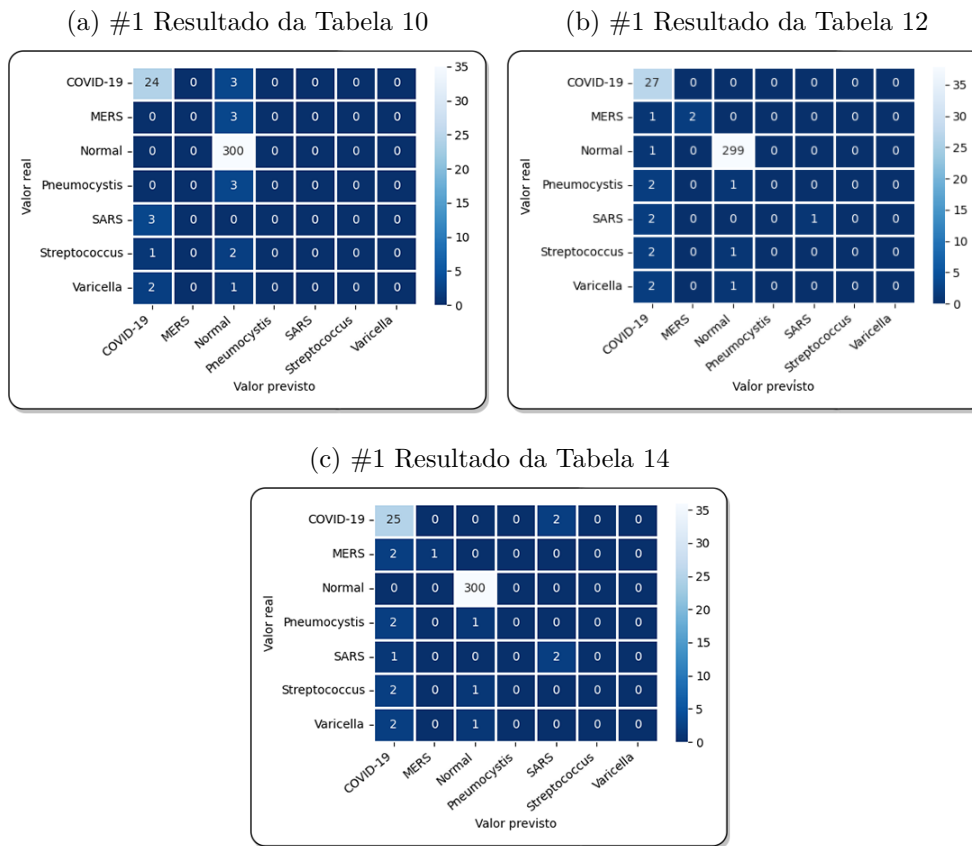 (a) #1 Resultado da Tabela 10
COVID-19 24 0 3 0 0 0 0
MERS 0 0 3 0 0 0 0
Normal 0 0 300 0 0 0 0
Pneumocystis 0 0 3 0 0 0 0
SARS 3 0 0 0 0 0 0
Streptococcus 1 0 2 0 0 0 0
Varicella 2 0 1 0 0 0 0
Valor real
COVID-19 MERS Normal Pneumocystis SARS Streptococcus Varicella
Valor previsto
35
30
25
20
15
10
5
0
(b) #1 Resultado da Tabela 12
COVID-19 27 0 0 0 0 0 0
MERS 1 2 0 0 0 0 0
Normal 1 0 299 0 0 0 0
Pneumocystis 2 0 1 0 0 0 0
SARS 2 0 0 0 1 0 0
Streptococcus 2 0 1 0 0 0 0
Varicella 2 0 1 0 0 0 0
Valor real
COVID-19 MERS Normal Pneumocystis SARS Streptococcus Varicella
Valor previsto
35
30
25
20
15
10
5
0
(c) #1 Resultado da Tabela 14
COVID-19 25 0 0 0 2 0 0
MERS 2 1 0 0 0 0 0
Normal 0 0 300 0 0 0 0
Pneumocystis 2 0 1 0 0 0 0
SARS 1 0 0 0 2 0 0
Streptococcus 2 0 1 0 0 0 0
Varicella 2 0 1 0 0 0 0
Valor real
COVID-19 MERS Normal Pneumocystis SARS Streptococcus Varicella
Valor previsto
35
30
25
20
15
10
5
0